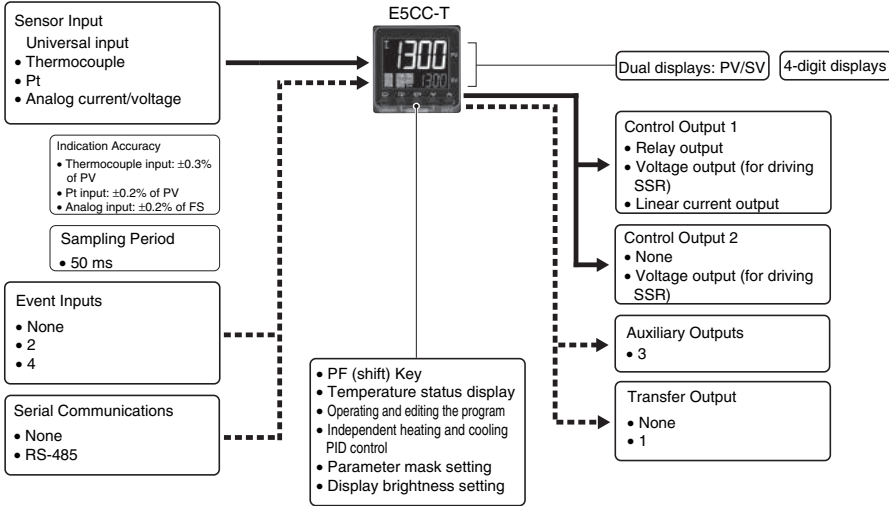 E5CC-T
Sensor Input
Universal input
• Thermocouple
• Pt
• Analog current/voltage
Indication Accuracy
• Thermocouple input: ±0.3%
of PV
• Pt input: ±0.2% of PV
• Analog input: ±0.2% of FS
Sampling Period
• 50 ms
Event Inputs
• None
• 2
• 4
Serial Communications
• None
• RS-485
1300
PV
1300
SV
Dual displays: PV/SV
4-digit displays
• PF (shift) Key
• Temperature status display
• Operating and editing the program
• Independent heating and cooling
PID control
• Parameter mask setting
• Display brightness setting
Control Output 1
• Relay output
• Voltage output (for driving
SSR)
• Linear current output
Control Output 2
• None
• Voltage output (for driving
SSR)
Auxiliary Outputs
• 3
Transfer Output
• None
• 1